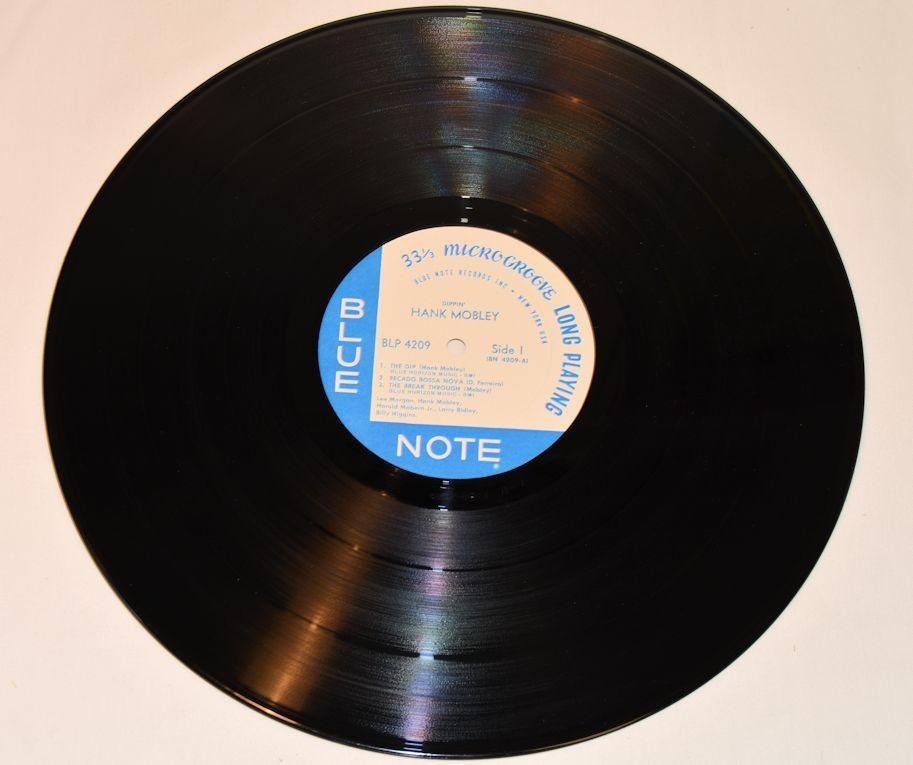 33⅓ MICROGROOVE LONG PLAYING
BLUE NOTE RECORDS INC • NEW YORK USA
DIPPIN'
HANK MOBLEY
BLP 4209
Side 1
(BN 4209-A)
1. THE DIP (Hank Mobley)
BLUE HORIZON MUSIC - BMI
2. RECADO BOSSA NOVA (D. Ferreira)
3. THE BREAK THROUGH (Mobley)
BLUE HORIZON MUSIC - BMI
Lee Morgan, Hank Mobley,
Harold Mabern Jr., Larry Ridley,
Billy Higgins.
BLUE
NOTE
®